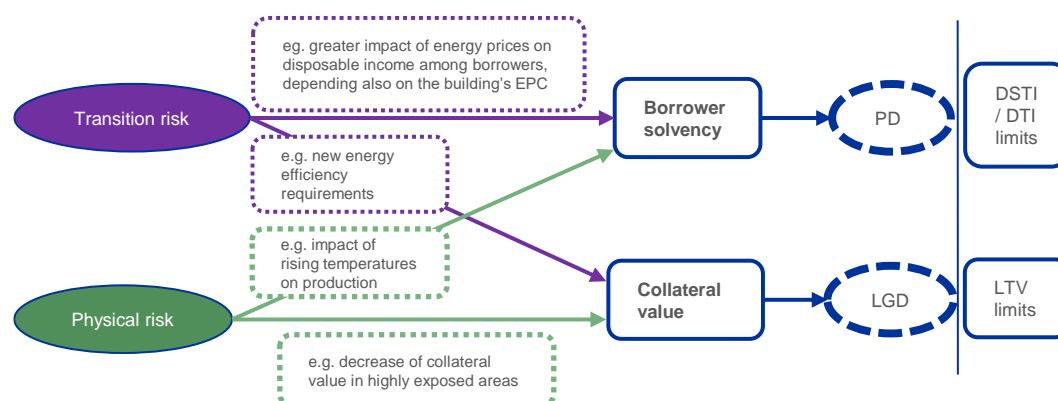 eg. greater impact of energy prices on
disposable income among borrowers,
depending also on the building's EPC
Transition risk
Borrower
solvency
PD
DSTI
/ DTI
limits
e.g. new energy
efficiency
requirements
e.g. impact of
rising temperatures
on production
Physical risk
Collateral
value
LGD
LTV
limits
e.g. decrease of collateral
value in highly exposed areas